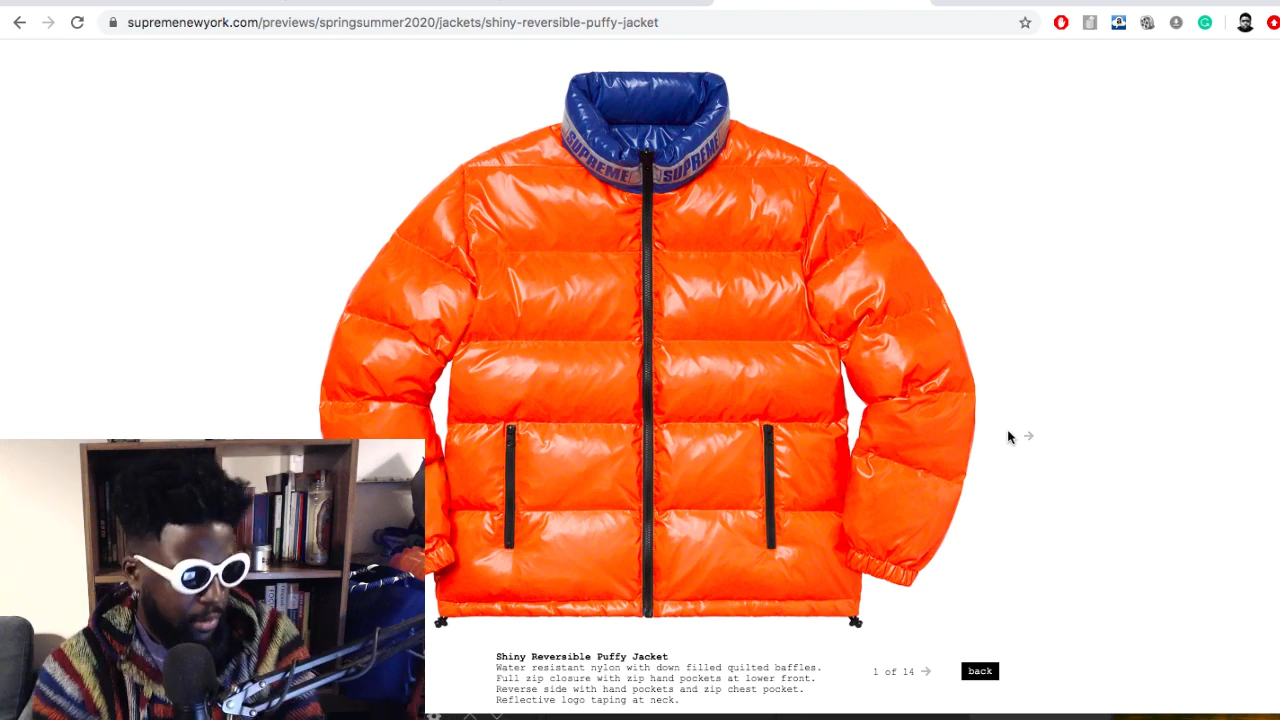 supremenewyork.com/previews/springsummer2020/jackets/shiny-reversible-puffy-jacket
SUPREME SUPREME
Shiny Reversible Puffy Jacket
Water resistant nylon with down filled quilted baffles.
Full zip closure with zip hand pockets at lower front.
Reverse side with hand pockets and zip chest pocket.
Reflective logo taping at neck.
1 of 14 →
back